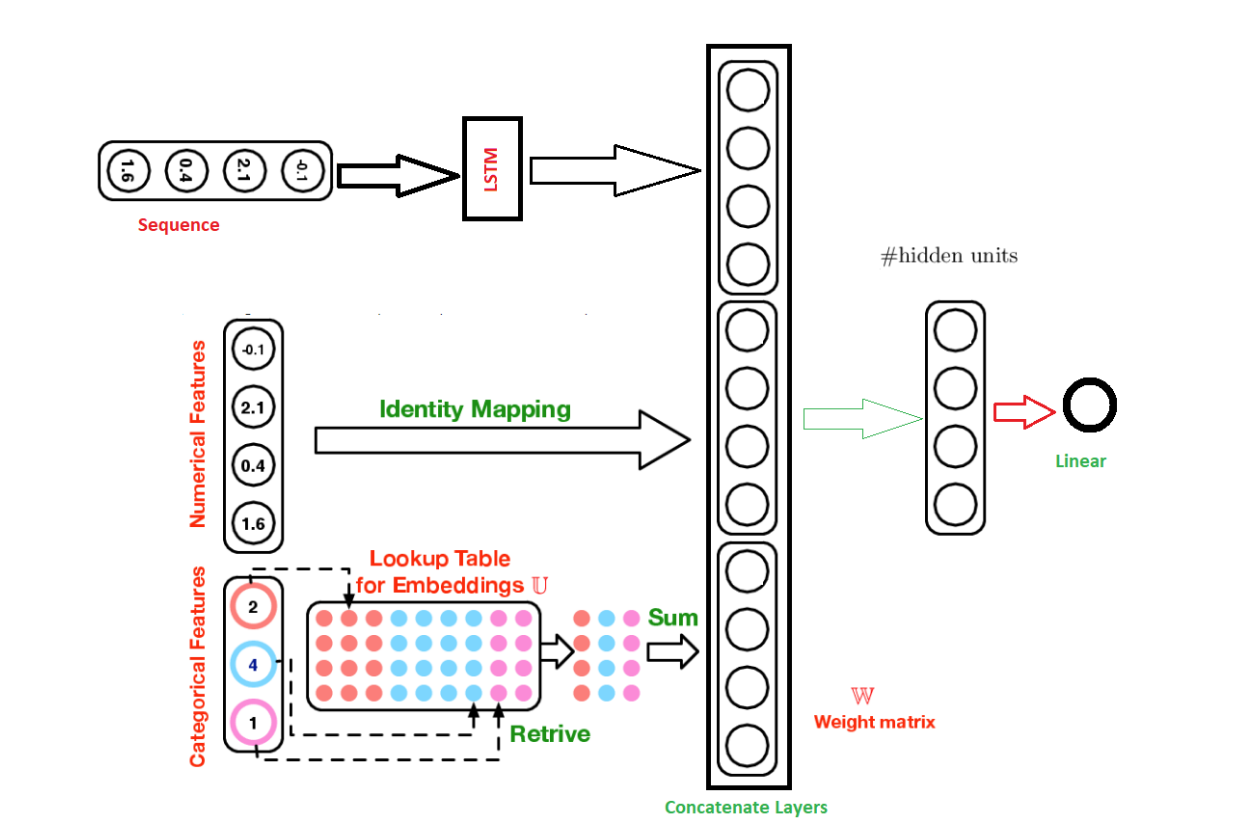 1.6 0.4 2.1 -0.1
Sequence
LSTM
#hidden units
Numerical Features
-0.1
2.1
0.4
1.6
Identity Mapping
Linear
Categorical Features
2
4
1
Lookup Table
for Embeddings 𝕌
Sum
Retrive
𝕎
Weight matrix
Concatenate Layers